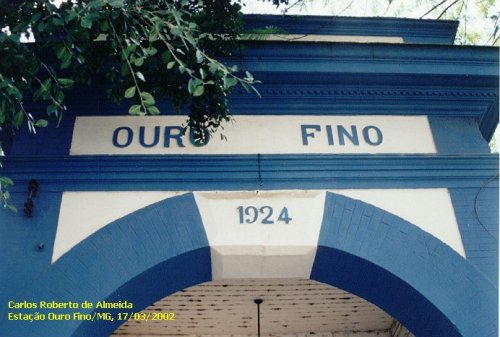 OURO FINO
1924
Carlos Roberto de Almeida
Estação Ouro Fino/MG, 17/03/2002